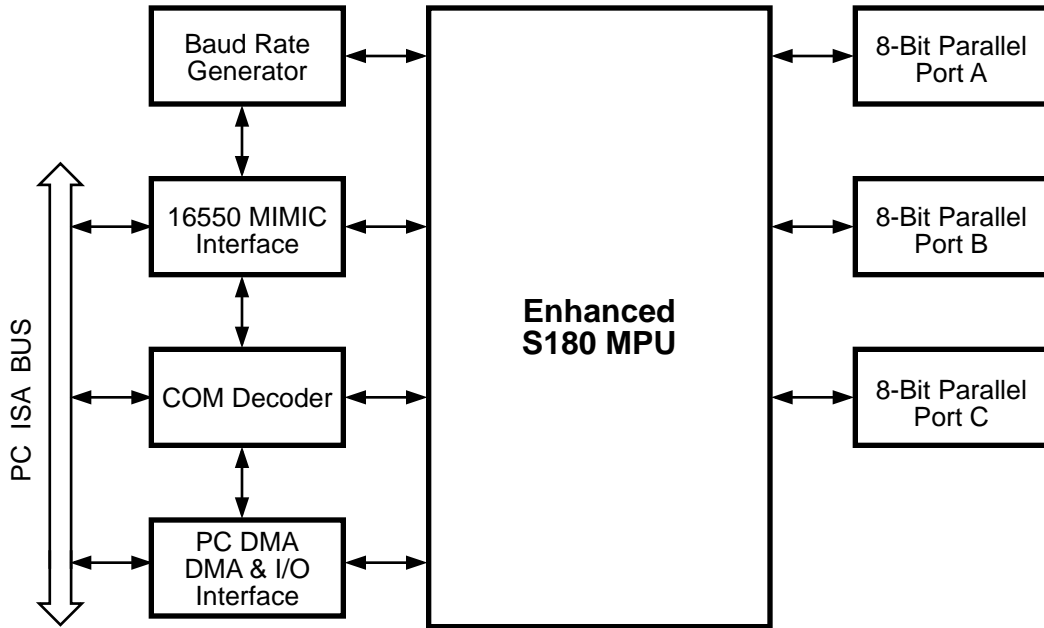 Baud Rate
Generator
8-Bit Parallel
Port A
16550 MIMIC
Interface
8-Bit Parallel
Port B
Enhanced
S180 MPU
PC ISA BUS
COM Decoder
8-Bit Parallel
Port C
PC DMA
DMA & I/O
Interface